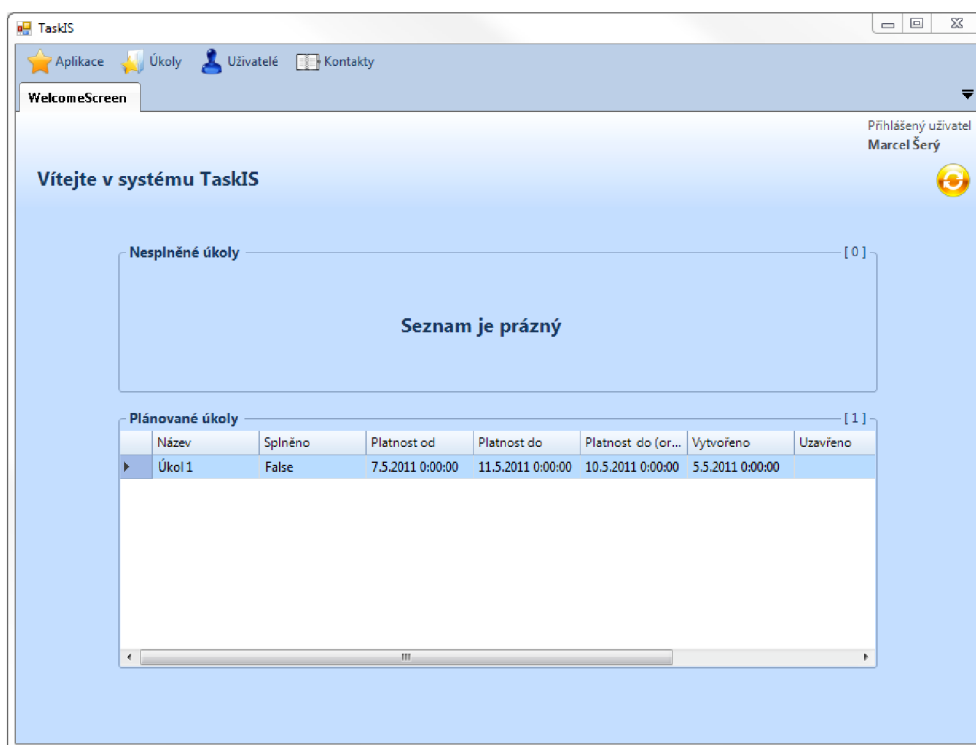 TaskIS
Aplikace Úkoly Uživatelé Kontakty
WelcomeScreen
Přihlášený uživatel
Marcel Šerý
Vítejte v systému TaskIS
Nesplněné úkoly [ 0 ]
Seznam je prázný
Plánované úkoly [ 1 ]
Název Splněno Platnost od Platnost do Platnost do (or... Vytvořeno Uzavřeno
Úkol 1 False 7.5.2011 0:00:00 11.5.2011 0:00:00 10.5.2011 0:00:00 5.5.2011 0:00:00